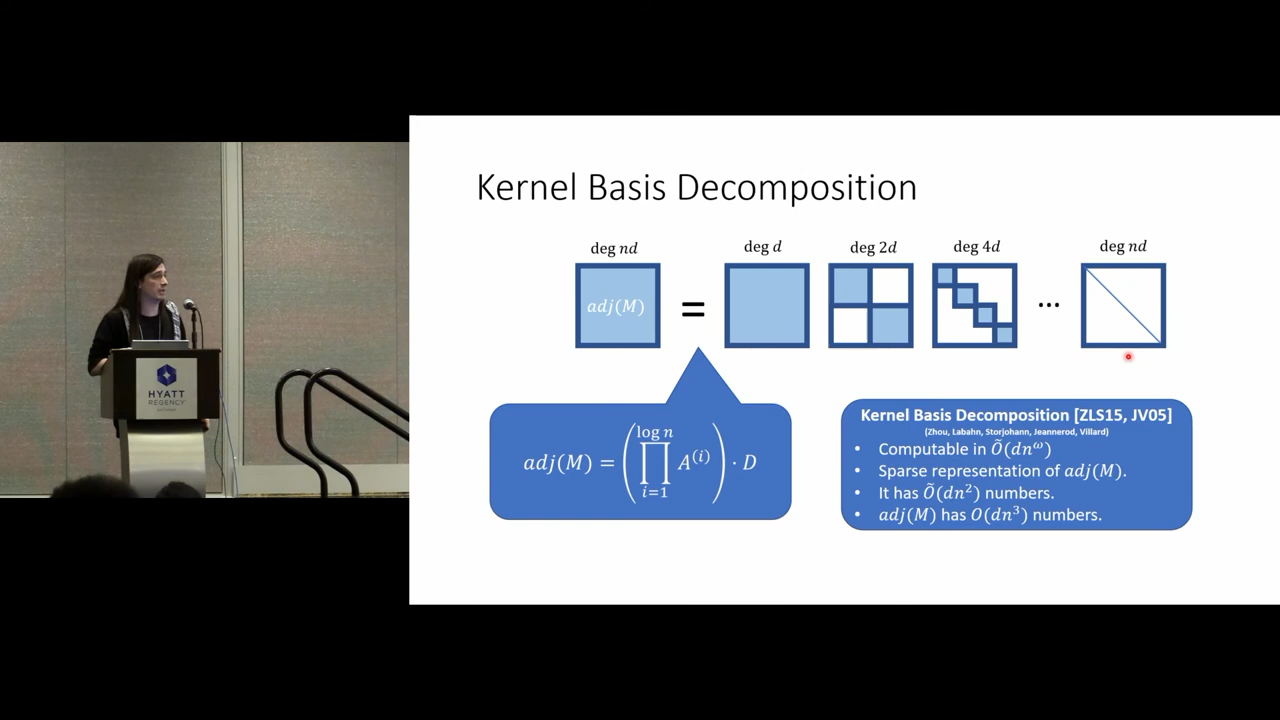 Kernel Basis Decomposition
deg nd
deg d
deg 2d
deg 4d
deg nd
adj(M)
=
...
adj(M) = (∏_{i=1}^{log n} A^{(i)}) · D
Kernel Basis Decomposition [ZLS15, JV05]
(Zhou, Labahn, Storjohann, Jeannerod, Villard)
• Computable in Õ(dn^ω)
• Sparse representation of adj(M).
• It has Õ(dn²) numbers.
• adj(M) has O(dn³) numbers.
HYATT
REGENCY